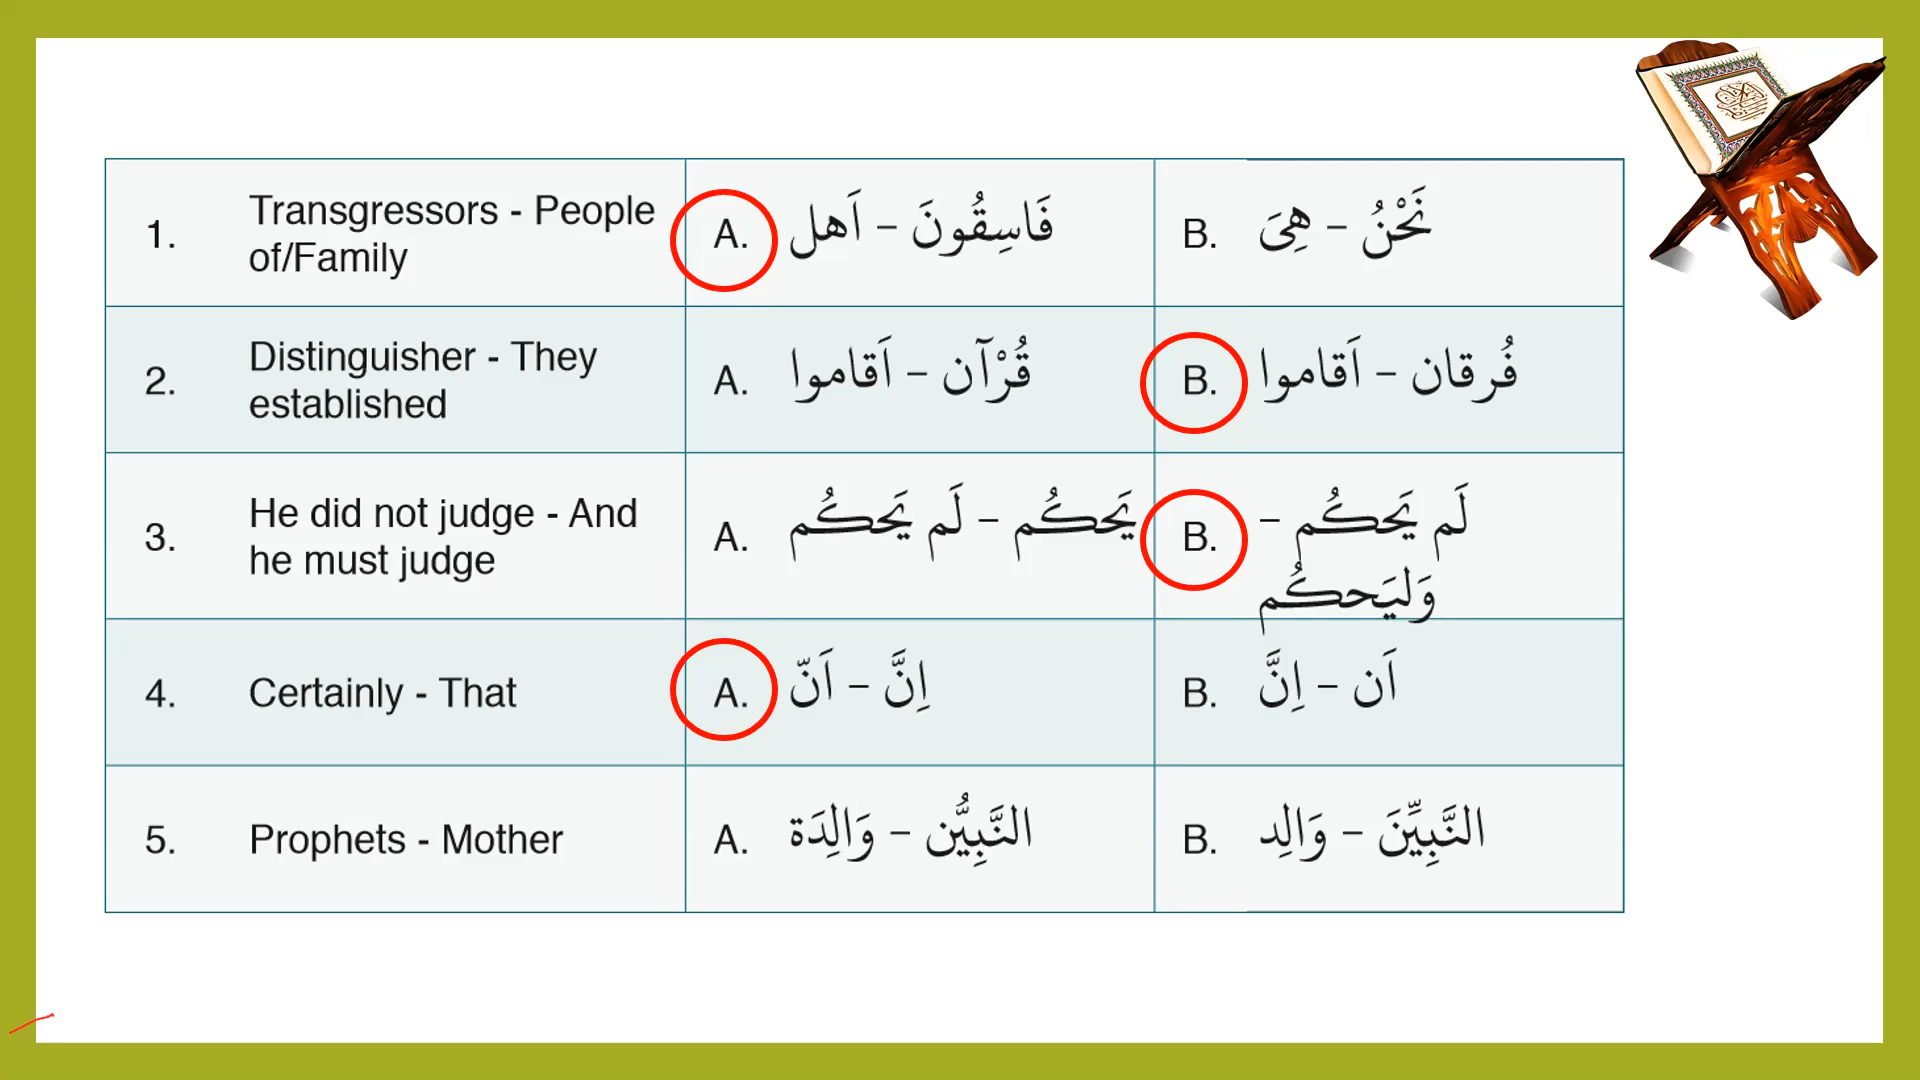 1. Transgressors - People of/Family A. فَاسِقُونَ – اَهل B. نَحْنُ – هِیَ
2. Distinguisher - They established A. قُرْآن – اَقاموا B. فُرقان – اَقاموا
3. He did not judge - And he must judge A. يَحكُم – لَم يَحكُم B. لَم يَحكُم – وَليَحكُم
4. Certainly - That A. اِنَّ – اَنّ B. اَن – اِنَّ
5. Prophets - Mother A. النَّبِيُّن – وَالِدَة B. النَّبِيِّنَ – وَالِد